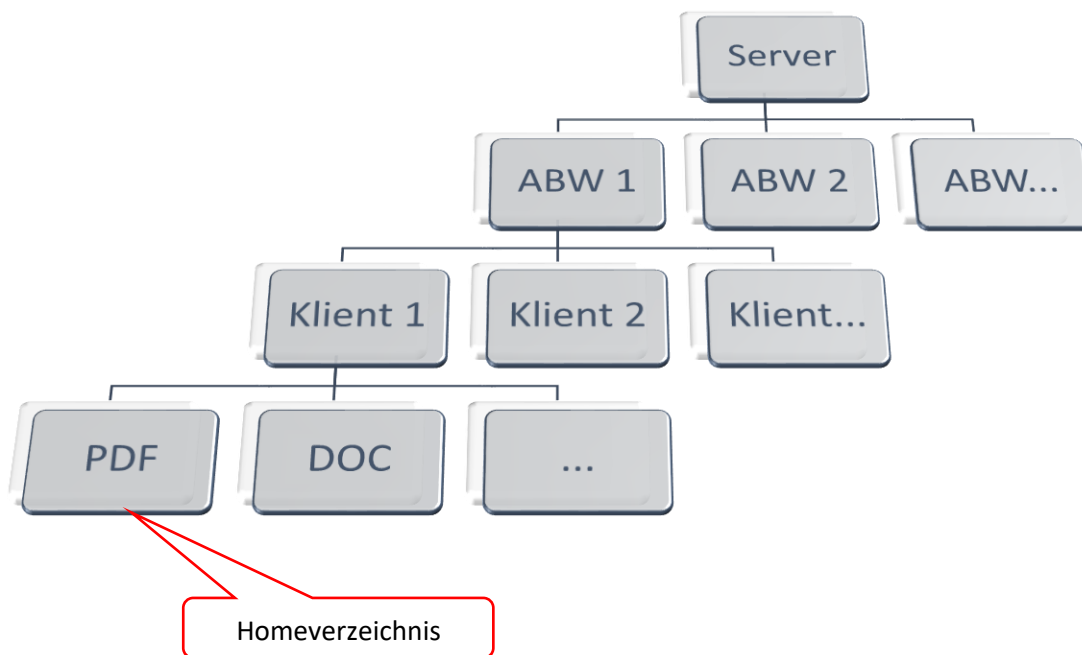 Server
ABW 1
ABW 2
ABW...
Klient 1
Klient 2
Klient...
PDF
DOC
...
Homeverzeichnis